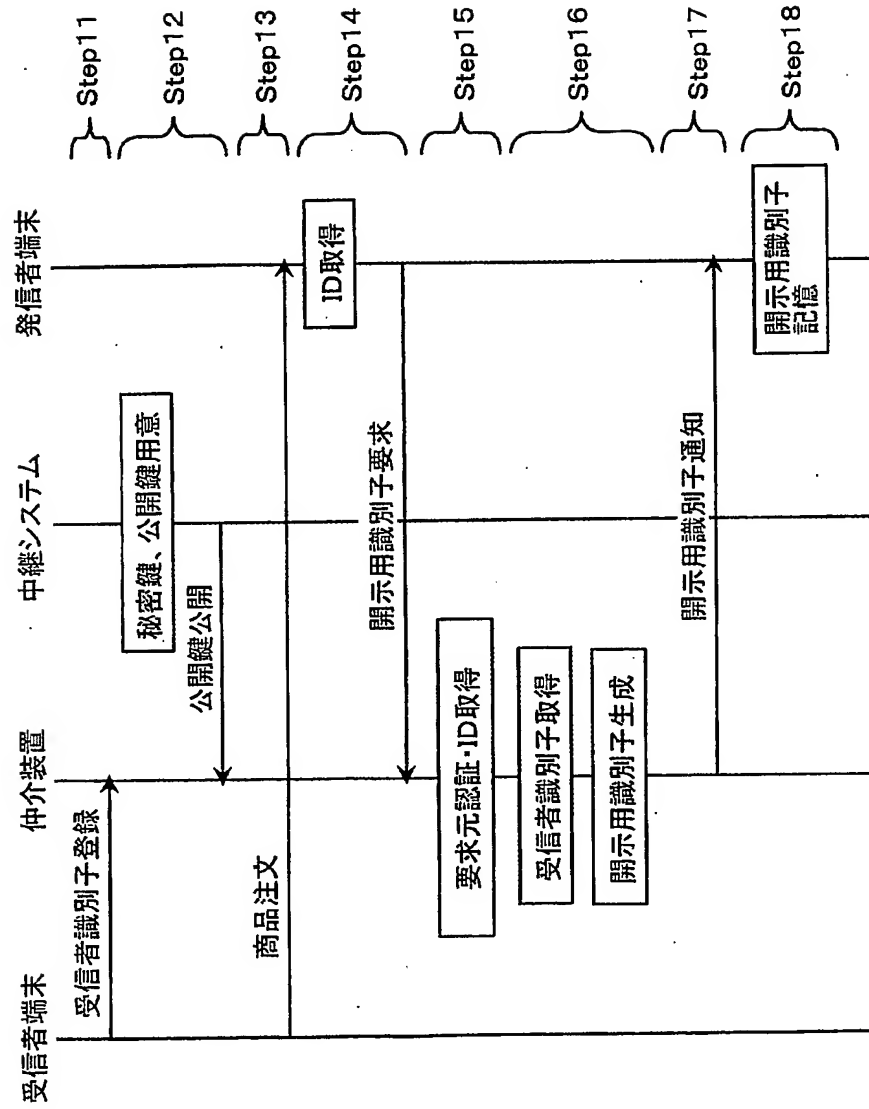 受信者端末
仲介装置
中継システム
発信者端末
受信者識別子登録
Step11
秘密鍵、公開鍵用意
公開鍵公開
Step12
商品注文
Step13
ID取得
開示用識別子要求
Step14
要求元認証・ID取得
Step15
受信者識別子取得
開示用識別子生成
Step16
開示用識別子通知
Step17
開示用識別子
記憶
Step18